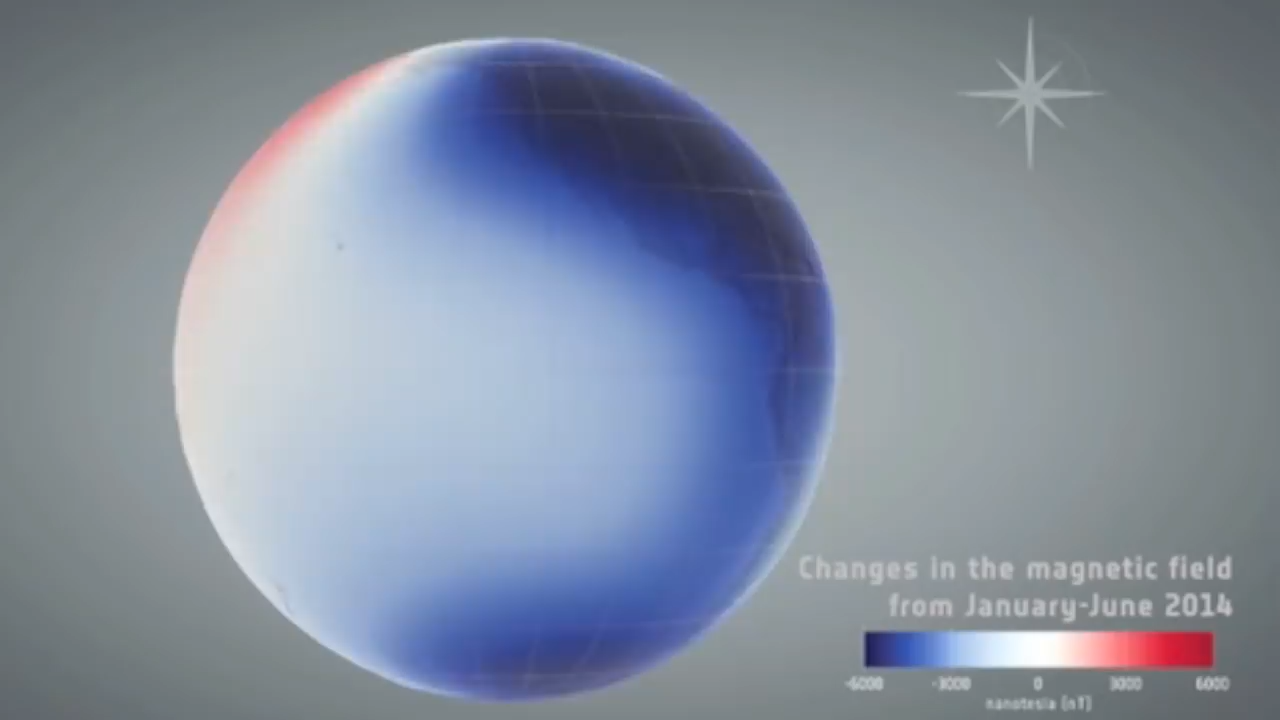 Changes in the magnetic field
from January-June 2014
-6000 -3000 0 3000 6000
nanotesla (nT)